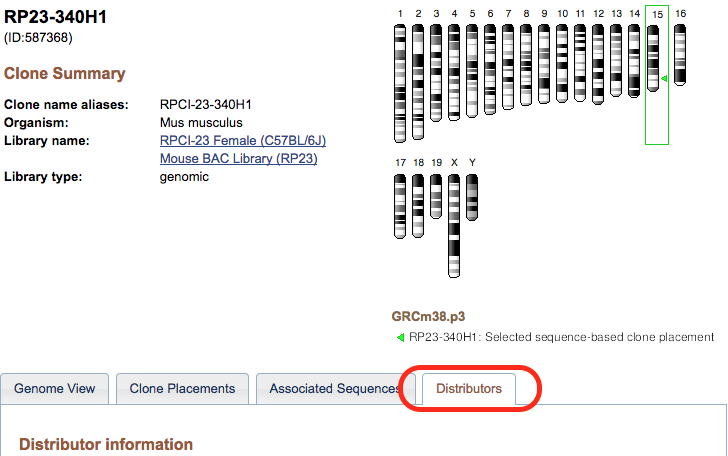 RP23-340H1
(ID:587368)
Clone Summary
Clone name aliases: RPCI-23-340H1
Organism: Mus musculus
Library name: RPCI-23 Female (C57BL/6J)
Mouse BAC Library (RP23)
Library type: genomic
1 2 3 4 5 6 7 8 9 10 11 12 13 14 15 16
17 18 19 X Y
GRCm38.p3
RP23-340H1: Selected sequence-based clone placement
Genome View Clone Placements Associated Sequences Distributors
Distributor information